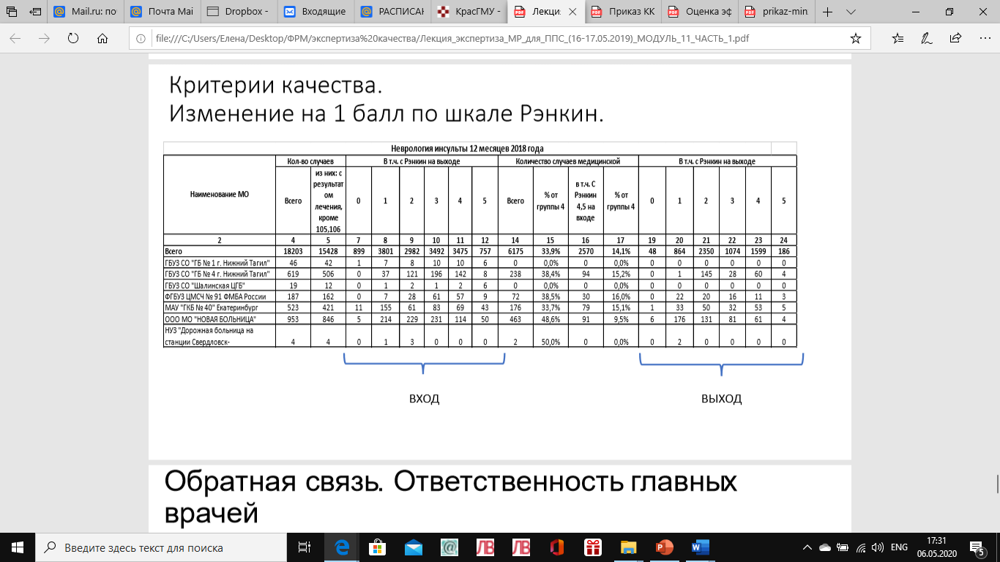 Mail.ru: по
Почта Mai
Dropbox -
Входящие
РАСПИСАН
КрасГМУ -
Лекци
Приказ КК
Оценка эф
prikaz-min
file:///C:/Users/Елена/Desktop/ФРМ/экспертиза%20качества/Лекция_экспертиза_МР_для_ППС_(16-17.05.2019)_МОДУЛЬ_11_ЧАСТЬ_1.pdf
Критерии качества.
Изменение на 1 балл по шкале Рэнкин.
Неврология инсульты 12 месяцев 2018 года
Наименование МО
Кол-во случаев
В т.ч. с Рэнкин на выходе
Количество случаев медицинской
В т.ч. с Рэнкин на выходе
Всего
из них: с
результат
ом
лечения,
кроме
105,106
0 1 2 3 4 5
Всего
% от
группы 4
в т.ч. С
Рэнкин
4,5 на
входе
% от
группы 4
0 1 2 3 4 5
2 4 5 7 8 9 10 11 12 14 15 16 17 19 20 21 22 23 24
Всего 18203 15428 899 3801 2982 3492 3475 757 6175 33,9% 2570 14,1% 48 864 2350 1074 1599 186
ГБУЗ СО "ГБ № 1 г. Нижний Тагил" 46 42 1 7 8 10 10 6 0 0,0% 0 0,0% 0 0 0 0 0 0
ГБУЗ СО "ГБ № 4 г. Нижний Тагил" 619 506 0 37 121 196 142 8 238 38,4% 94 15,2% 0 1 145 28 60 4
ГБУЗ СО "Шалинская ЦГБ" 19 12 0 1 2 1 2 6 0 0,0% 0 0,0% 0 0 0 0 0 0
ФГБУЗ ЦМСЧ № 91 ФМБА России 187 162 0 7 28 61 57 9 72 38,5% 30 16,0% 0 22 20 16 11 3
МАУ "ГКБ № 40" Екатеринбург 523 421 11 155 61 83 69 43 176 33,7% 79 15,1% 1 33 50 32 53 5
ООО МО "НОВАЯ БОЛЬНИЦА" 953 846 5 214 229 231 114 50 463 48,6% 91 9,5% 6 176 131 81 61 4
НУЗ "Дорожная больница на
станции Свердловск- 4 4 0 1 3 0 0 0 2 50,0% 0 0,0% 0 2 0 0 0 0
ВХОД
ВЫХОД
Обратная связь. Ответственность главных
врачей
Введите здесь текст для поиска
ENG
17:31
06.05.2020
5